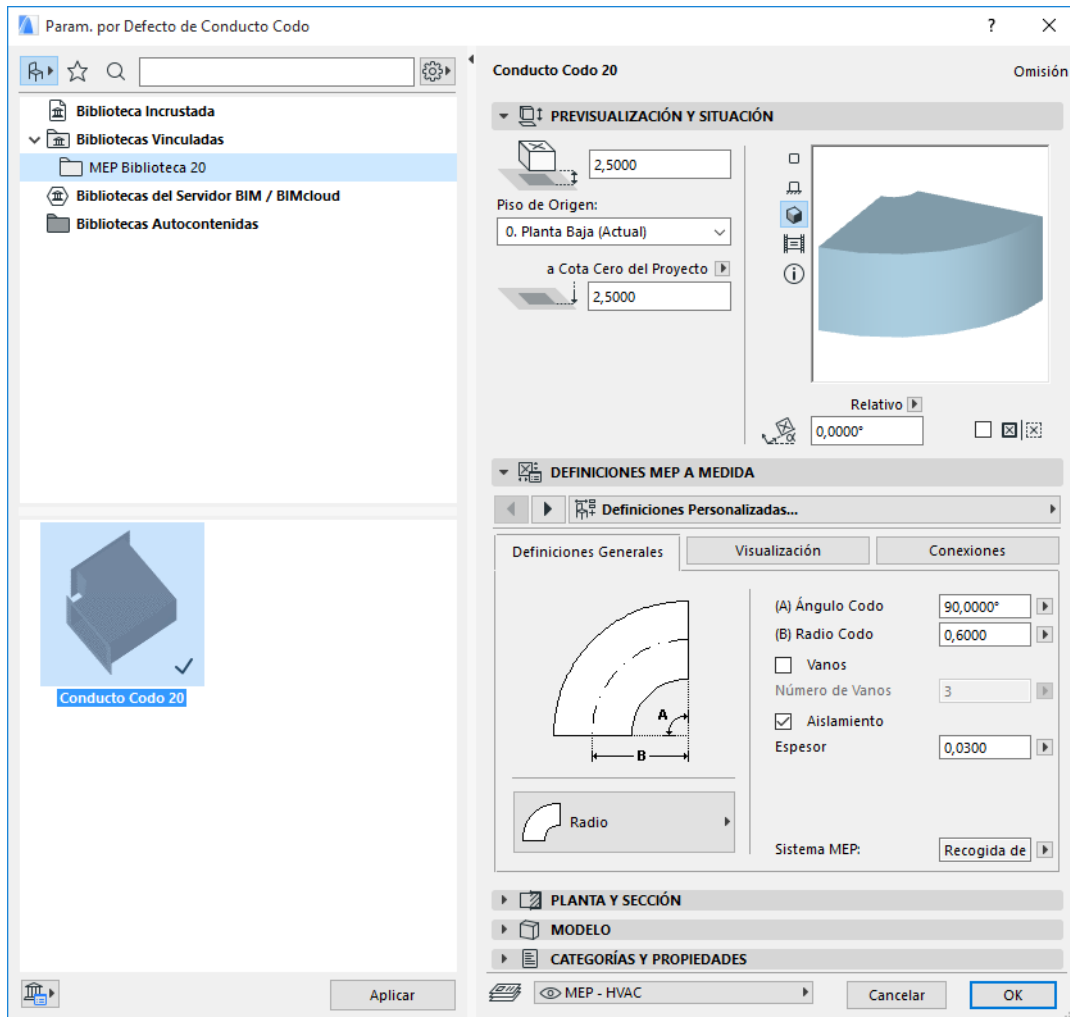 Param. por Defecto de Conducto Codo
?
Biblioteca Incrustada
Bibliotecas Vinculadas
MEP Biblioteca 20
Bibliotecas del Servidor BIM / BIMcloud
Bibliotecas Autocontenidas
Conducto Codo 20
Aplicar
Conducto Codo 20
Omisión
PREVISUALIZACIÓN Y SITUACIÓN
2,5000
Piso de Origen:
0. Planta Baja (Actual)
a Cota Cero del Proyecto
2,5000
Relativo
α
0,0000°
DEFINICIONES MEP A MEDIDA
Definiciones Personalizadas...
Definiciones Generales
Visualización
Conexiones
A
B
Radio
(A) Ángulo Codo
90,0000°
(B) Radio Codo
0,6000
Vanos
Número de Vanos
3
Aislamiento
Espesor
0,0300
Sistema MEP:
Recogida de
PLANTA Y SECCIÓN
MODELO
CATEGORÍAS Y PROPIEDADES
MEP - HVAC
Cancelar
OK